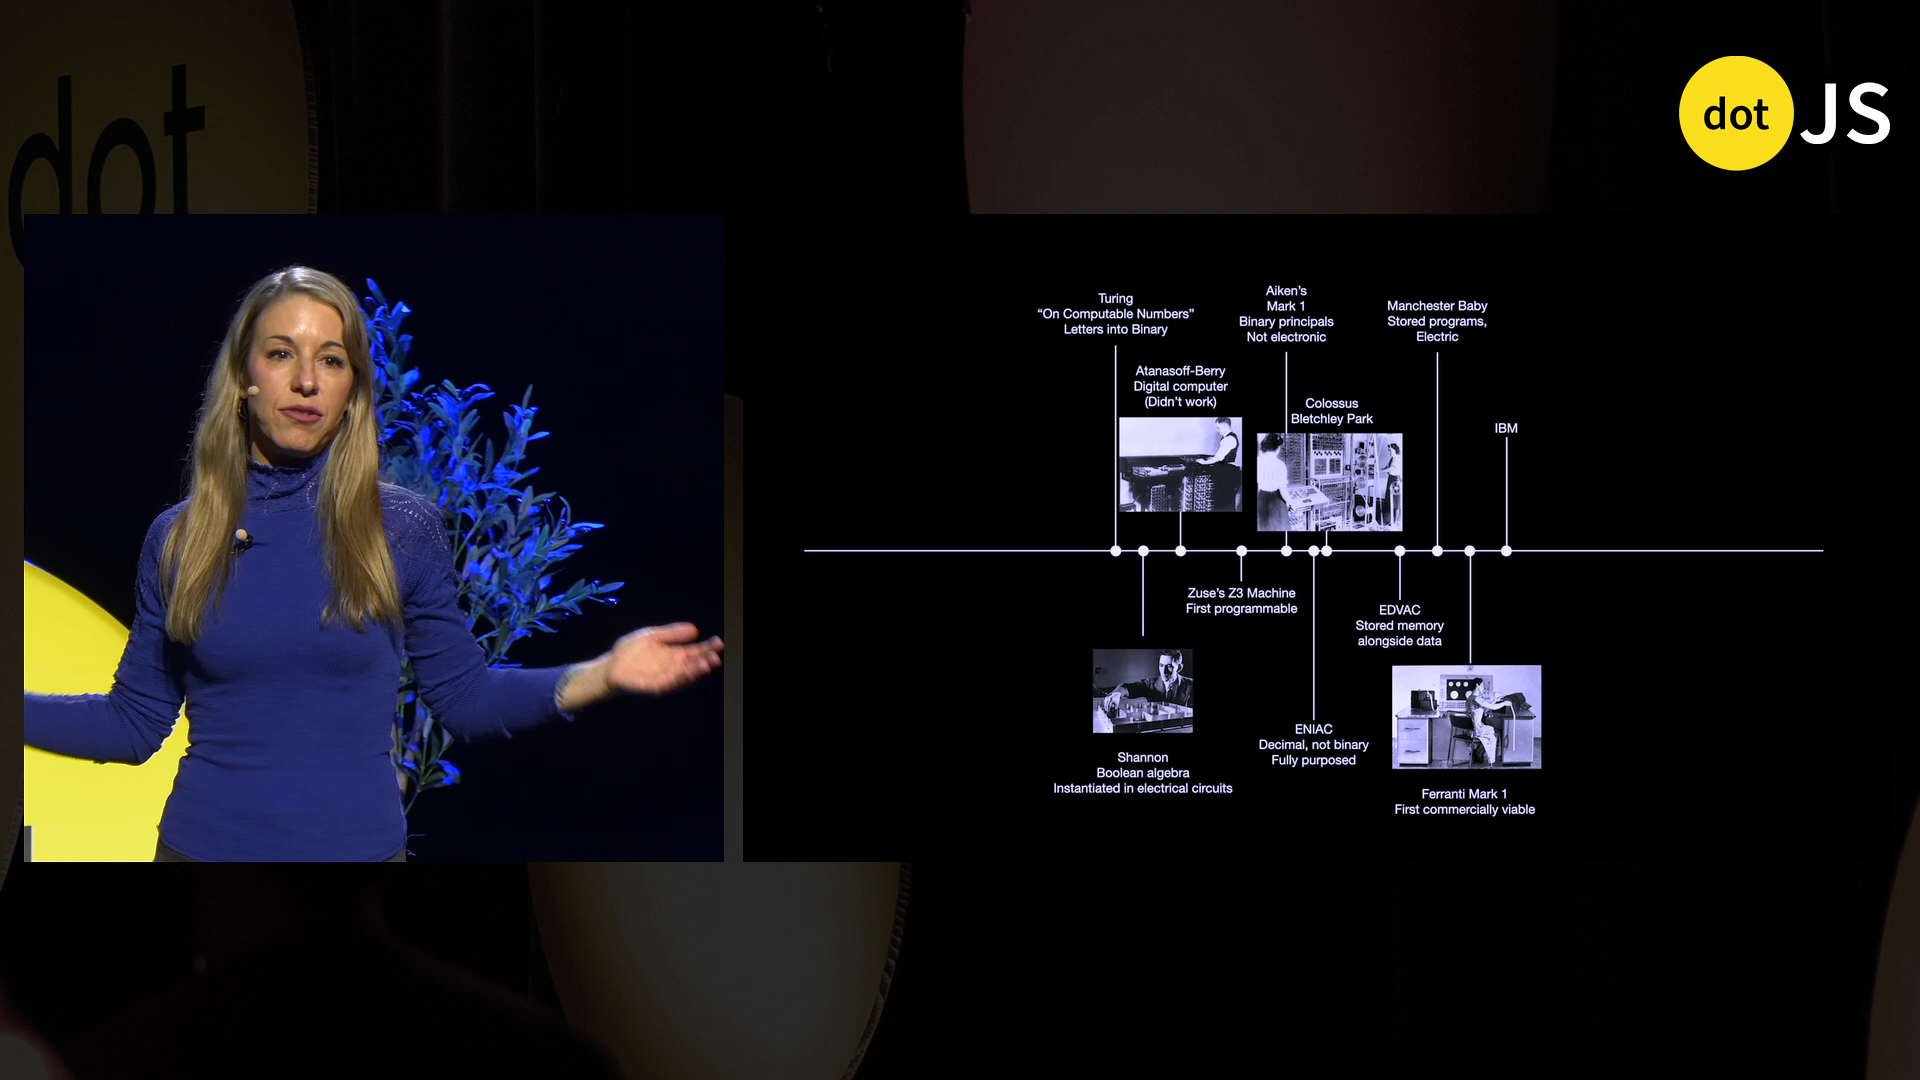 dot
dot JS
Turing
“On Computable Numbers”
Letters into Binary
Aiken’s
Mark 1
Binary principals
Not electronic
Manchester Baby
Stored programs,
Electric
Atanasoff-Berry
Digital computer
(Didn’t work)
Colossus
Bletchley Park
IBM
Zuse’s Z3 Machine
First programmable
EDVAC
Stored memory
alongside data
Shannon
Boolean algebra
Instantiated in electrical circuits
ENIAC
Decimal, not binary
Fully purposed
Ferranti Mark 1
First commercially viable